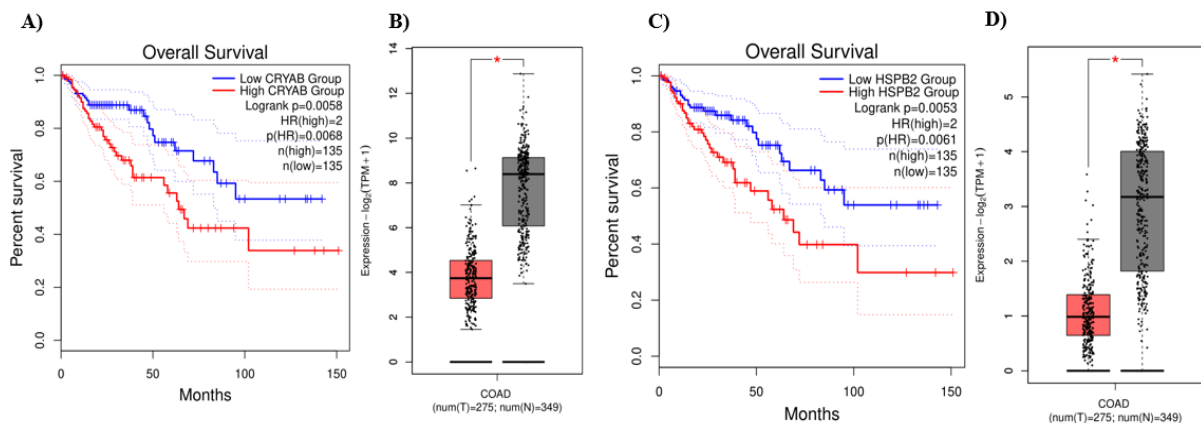 A)
Overall Survival
Low CRYAB Group
High CRYAB Group
Logrank p=0.0058
HR(high)=2
p(HR)=0.0068
n(high)=135
n(low)=135
Percent survival
1.0
0.8
0.6
0.4
0.2
0.0
0
50
100
150
Months
B)
*
Expression−log2(TPM+1)
14
12
10
8
6
4
2
0
COAD
(num(T)=275; num(N)=349)
C)
Overall Survival
Low HSPB2 Group
High HSPB2 Group
Logrank p=0.0053
HR(high)=2
p(HR)=0.0061
n(high)=135
n(low)=135
Percent survival
1.0
0.8
0.6
0.4
0.2
0.0
0
50
100
150
Months
D)
*
Expression−log2(TPM+1)
5
4
3
2
1
0
COAD
(num(T)=275; num(N)=349)